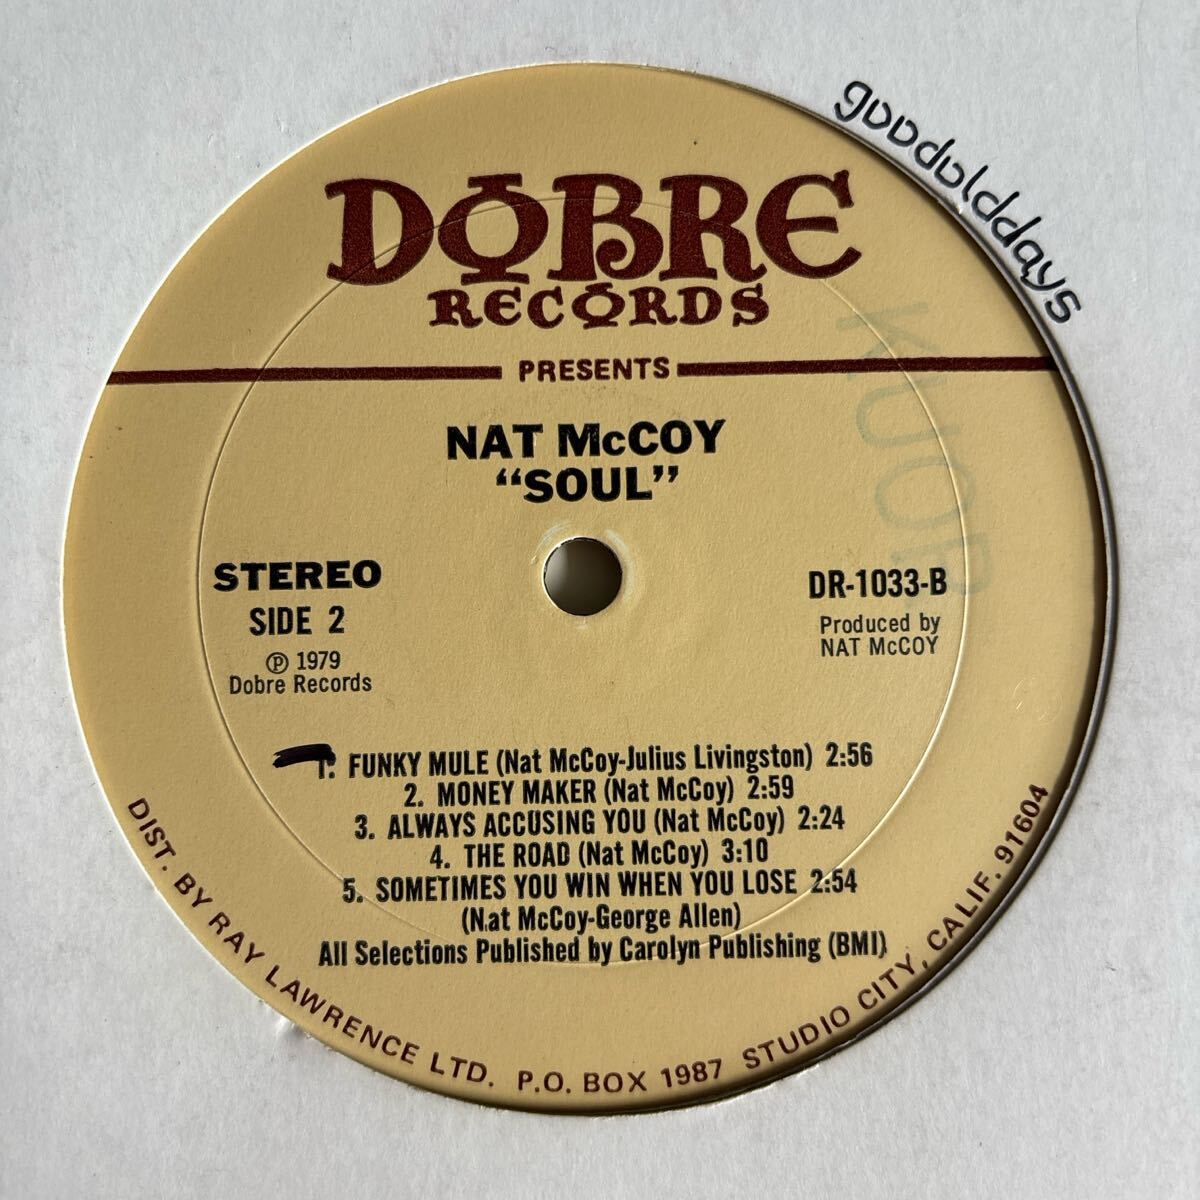 gooodolddays
DOBRE
RECORDS
PRESENTS
NAT McCOY
“SOUL”
STEREO
SIDE 2
Ⓟ 1979
Dobre Records
DR-1033-B
Produced by
NAT McCOY
KUOP
1. FUNKY MULE (Nat McCoy-Julius Livingston) 2:56
2. MONEY MAKER (Nat McCoy) 2:59
3. ALWAYS ACCUSING YOU (Nat McCoy) 2:24
4. THE ROAD (Nat McCoy) 3:10
5. SOMETIMES YOU WIN WHEN YOU LOSE 2:54
(Nat McCoy-George Allen)
All Selections Published by Carolyn Publishing (BMI)
DIST. BY RAY LAWRENCE LTD. P.O. BOX 1987 STUDIO CITY, CALIF. 91604